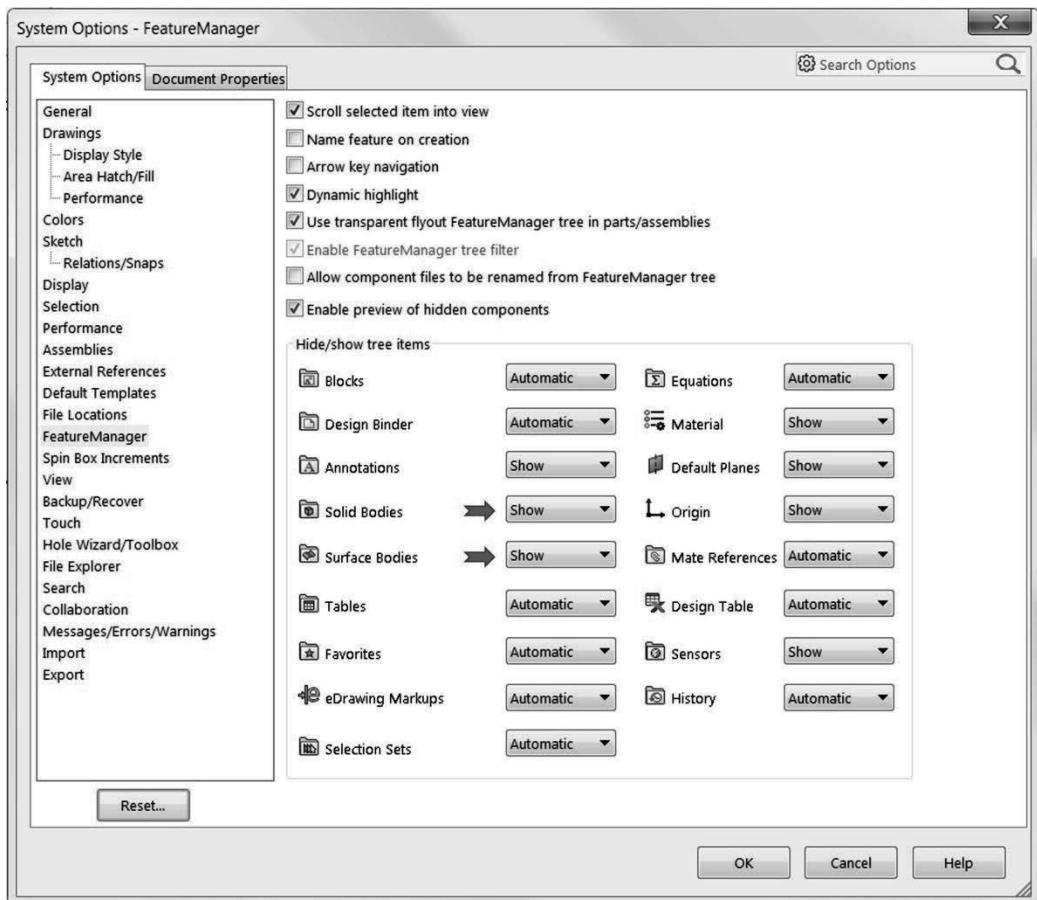 System Options - FeatureManager
X
System Options
Document Properties
Search Options
General
Drawings
Display Style
Area Hatch/Fill
Performance
Colors
Sketch
Relations/Snaps
Display
Selection
Performance
Assemblies
External References
Default Templates
File Locations
FeatureManager
Spin Box Increments
View
Backup/Recover
Touch
Hole Wizard/Toolbox
File Explorer
Search
Collaboration
Messages/Errors/Warnings
Import
Export
Reset...
Scroll selected item into view
Name feature on creation
Arrow key navigation
Dynamic highlight
Use transparent flyout FeatureManager tree in parts/assemblies
Enable FeatureManager tree filter
Allow component files to be renamed from FeatureManager tree
Enable preview of hidden components
Hide/show tree items
Blocks Automatic Equations Automatic
Design Binder Automatic Material Show
Annotations Show Default Planes Show
Solid Bodies Show Origin Show
Surface Bodies Show Mate References Automatic
Tables Automatic Design Table Automatic
Favorites Automatic Sensors Show
eDrawing Markups Automatic History Automatic
Selection Sets Automatic
OK Cancel Help